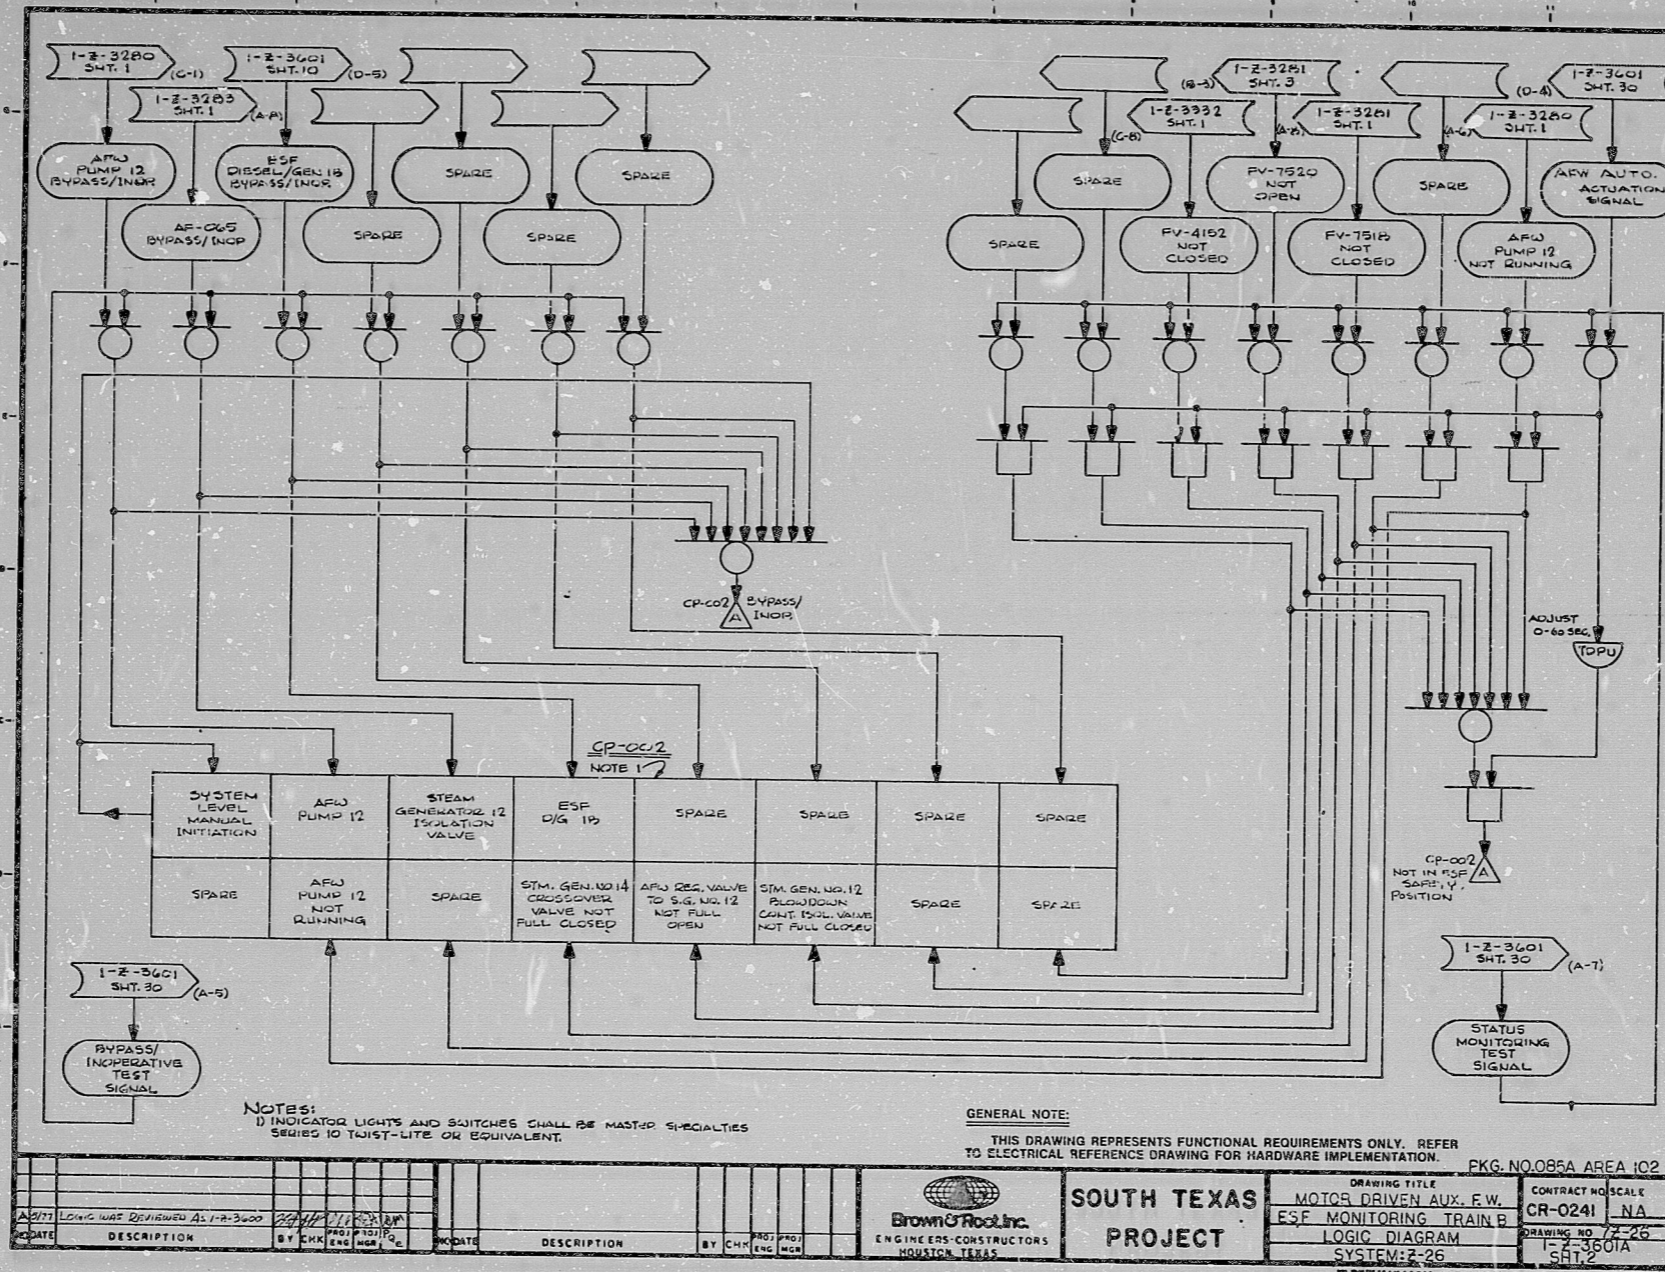 1-Z-3280
SHT. 1
(C-1)
1-Z-3601
SHT. 10
(D-5)
1-Z-3283
SHT. 1
(A-8)
(B-3)
1-Z-3281
SHT. 3
(D-4)
1-Z-3601
SHT. 30
(C-8)
1-Z-3332
SHT. 1
(A-8)
1-Z-3281
SHT. 1
(A-6)
1-Z-3280
SHT. 1
AFW
PUMP 12
BYPASS/INOP.
ESF
DIESEL/GEN 1B
BYPASS/INOP.
SPARE
SPARE
AF-065
BYPASS/INOP
SPARE
SPARE
SPARE
FV-7520
NOT
OPEN
SPARE
AFW AUTO.
ACTUATION
SIGNAL
SPARE
FV-4152
NOT
CLOSED
FV-7518
NOT
CLOSED
AFW
PUMP 12
NOT RUNNING
CP-002
BYPASS/
INOP.
A
ADJUST
0-60 SEC.
TDPU
CP-002
NOTE 1
SYSTEM
LEVEL
MANUAL
INITIATION
AFW
PUMP 12
STEAM
GENERATOR 12
ISOLATION
VALVE
ESF
D/G 1B
SPARE
SPARE
SPARE
SPARE
SPARE
AFW
PUMP 12
NOT
RUNNING
SPARE
STM. GEN. NO. 14
CROSSOVER
VALVE NOT
FULL CLOSED
AFW REG. VALVE
TO S.G. NO. 12
NOT FULL
OPEN
STM. GEN. NO. 12
BLOWDOWN
CONT. ISOL. VALVE
NOT FULL CLOSED
SPARE
SPARE
CP-002
NOT IN ESF
SAFETY
POSITION
A
1-Z-3601
SHT. 30
(A-5)
BYPASS/
INOPERATIVE
TEST
SIGNAL
1-Z-3601
SHT. 30
(A-7)
STATUS
MONITORING
TEST
SIGNAL
NOTES:
1) INDICATOR LIGHTS AND SWITCHES SHALL BE MASTER SPECIALTIES
SERIES 10 TWIST-LITE OR EQUIVALENT.
GENERAL NOTE:
THIS DRAWING REPRESENTS FUNCTIONAL REQUIREMENTS ONLY. REFER
TO ELECTRICAL REFERENCE DRAWING FOR HARDWARE IMPLEMENTATION.
PKG. NO. 085A AREA 102
LOGIC WAS REVIEWED AS 1-Z-3600
DATE DESCRIPTION BY CHK PROJ ENG PROJ MGR
DATE DESCRIPTION BY CHK PROJ ENG PROJ MGR
Brown & Root, Inc.
ENGINEERS-CONSTRUCTORS
HOUSTON, TEXAS
SOUTH TEXAS
PROJECT
DRAWING TITLE
MOTOR DRIVEN AUX. F.W.
ESF MONITORING TRAIN B
LOGIC DIAGRAM
SYSTEM: Z-26
CONTRACT NO
CR-0241
SCALE
NA
DRAWING NO 7Z-26
1-Z-3601A
SHT. 2